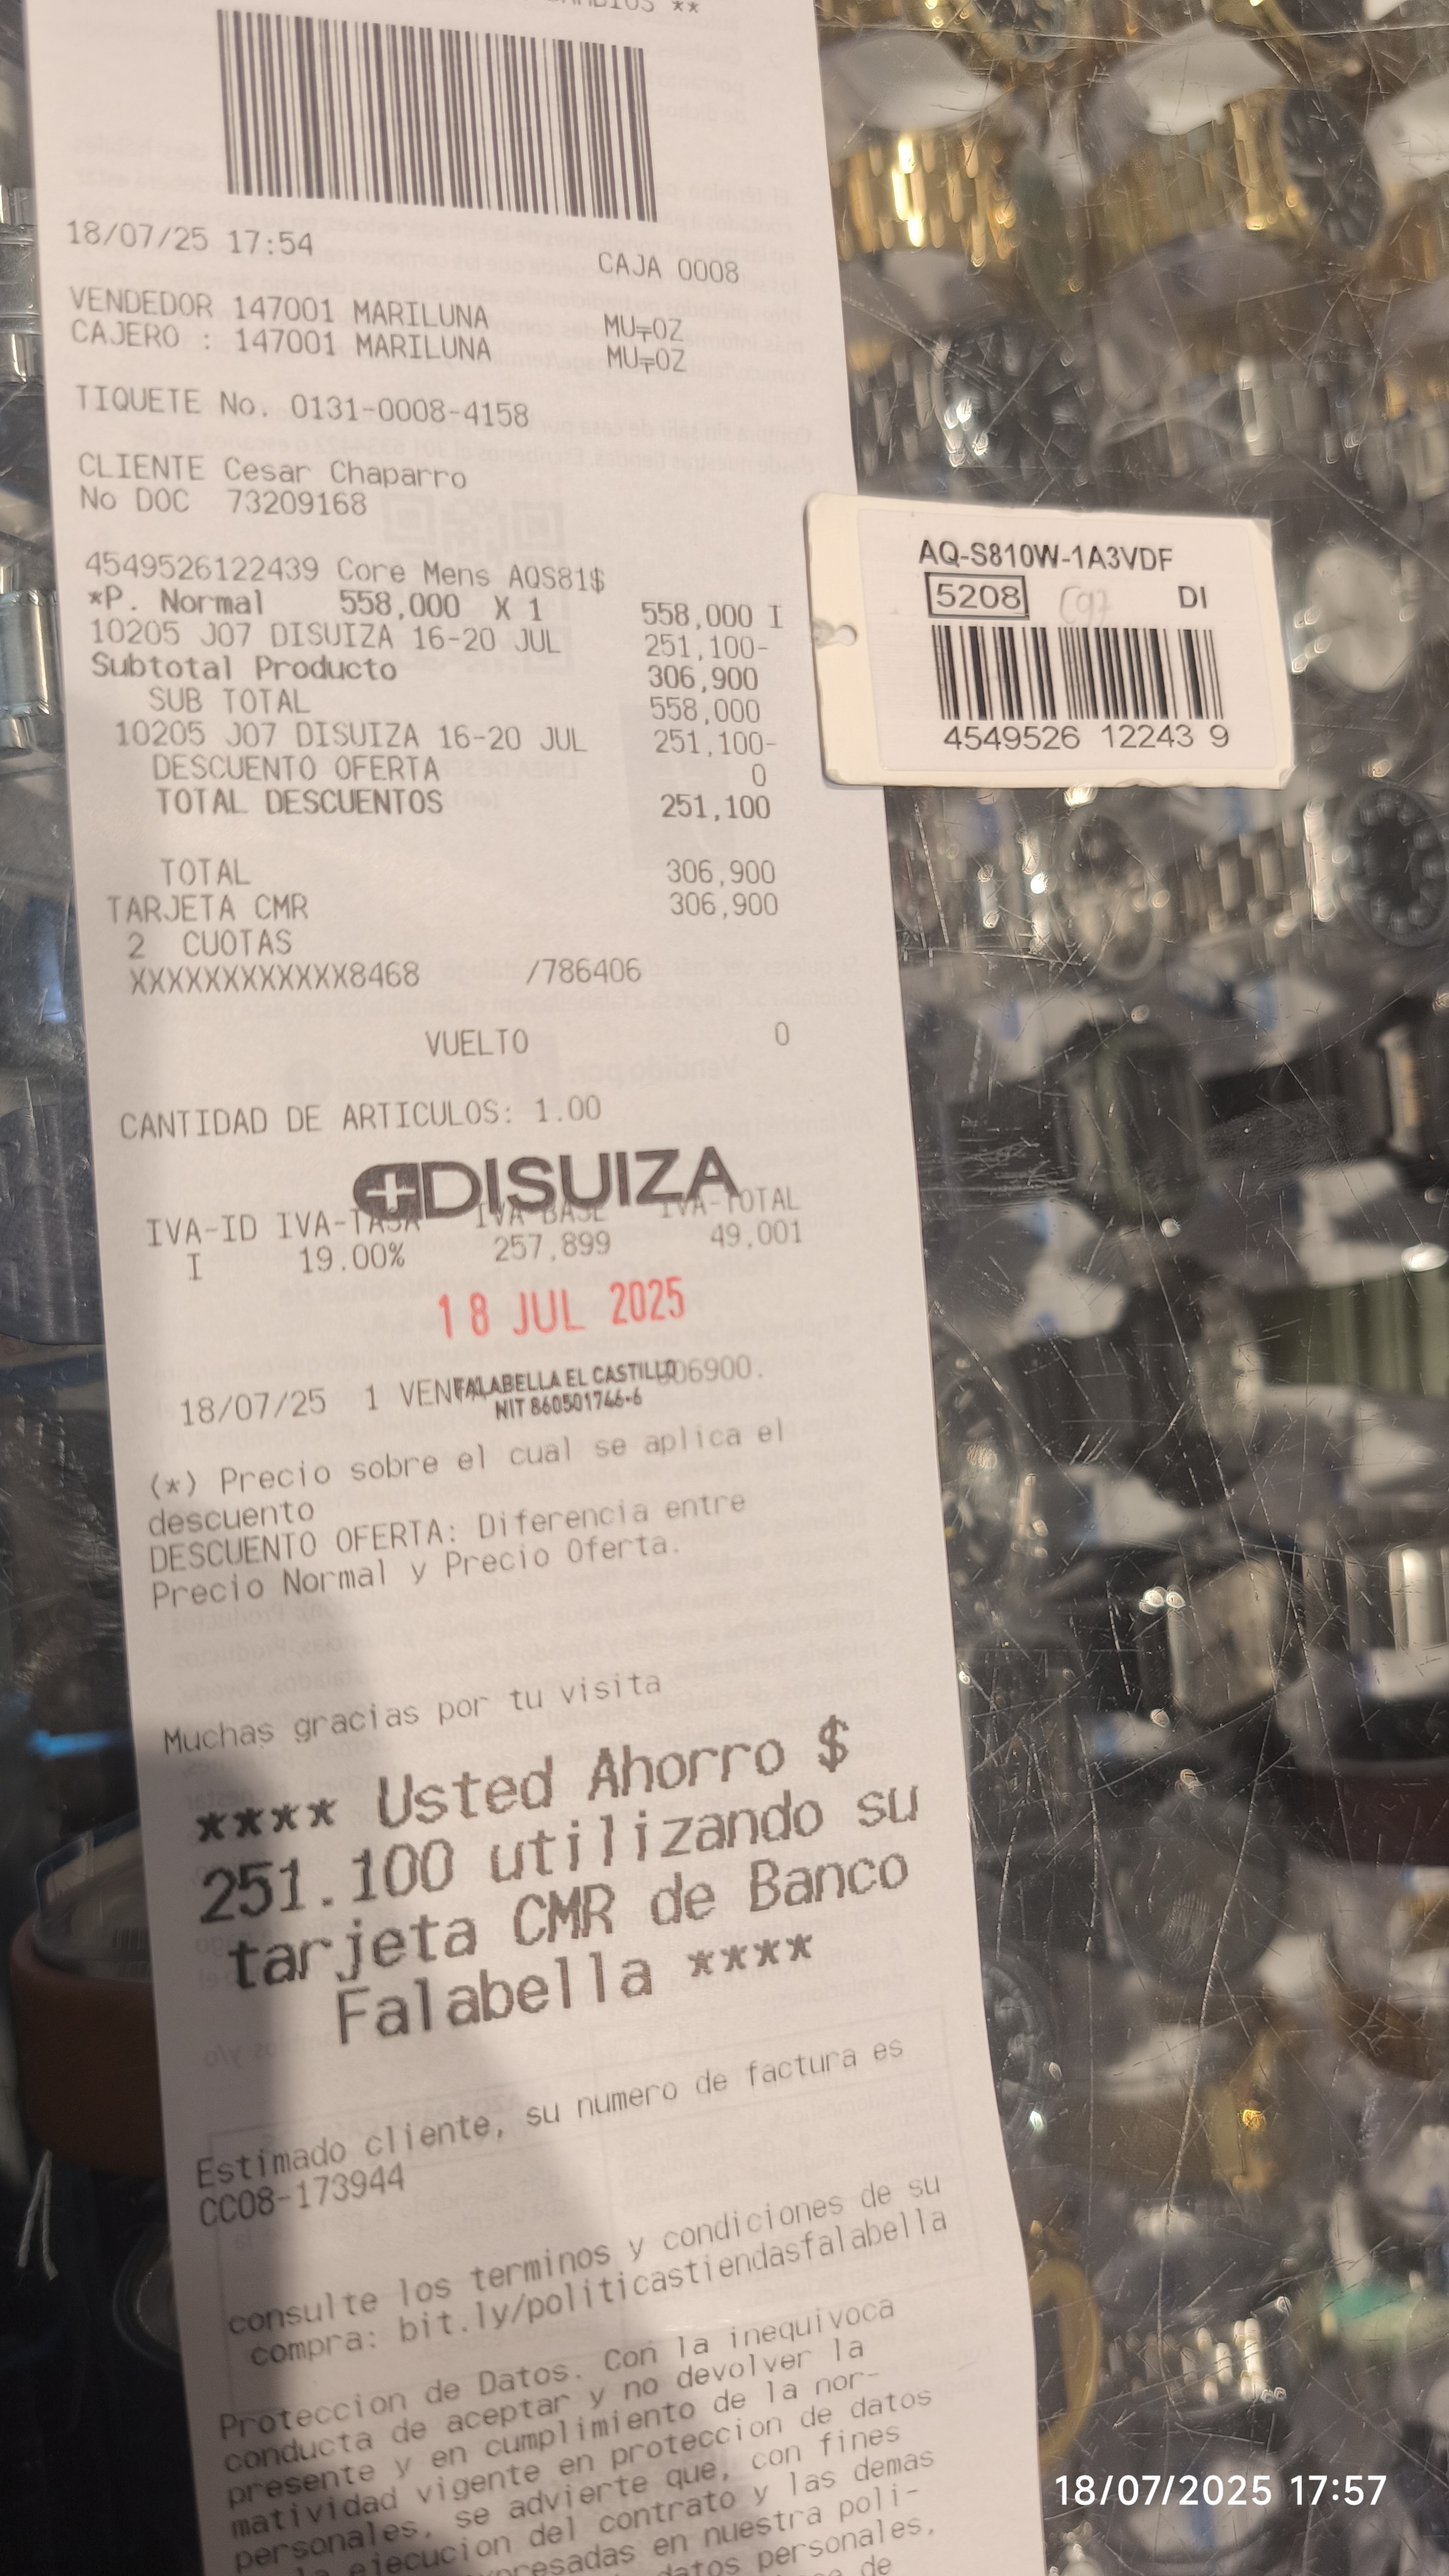 **
18/07/25 17:54 CAJA 0008
VENDEDOR 147001 MARILUNA MU╤OZ
CAJERO : 147001 MARILUNA MU╤OZ
TIQUETE No. 0131-0008-4158
CLIENTE Cesar Chaparro
No DOC 73209168
4549526122439 Core Mens AQS81$
*P. Normal 558,000 X 1 558,000 I
10205 J07 DISUIZA 16-20 JUL 251,100-
Subtotal Producto 306,900
SUB TOTAL 558,000
10205 J07 DISUIZA 16-20 JUL 251,100-
DESCUENTO OFERTA 0
TOTAL DESCUENTOS 251,100
TOTAL 306,900
TARJETA CMR 306,900
2 CUOTAS
XXXXXXXXXXXX8468 /786406
VUELTO 0
CANTIDAD DE ARTICULOS: 1.00
DISUIZA
IVA-ID IVA-TASA IVA-BASE IVA-TOTAL
I 19.00% 257,899 49,001
18 JUL 2025
18/07/25 1
FALABELLA EL CASTILLO
NIT 860501746-6
(*) Precio sobre el cual se aplica el
descuento
DESCUENTO OFERTA: Diferencia entre
Precio Normal y Precio Oferta.
Muchas gracias por tu visita
**** Usted Ahorro $
251.100 utilizando su
tarjeta CMR de Banco
Falabella ****
Estimado cliente, su numero de factura es
CC08-173944
consulte los terminos y condiciones de su
compra: bit.ly/politicastiendasfalabella
Proteccion de Datos. Con la inequivoca
conducta de aceptar y no devolver la
presente y en cumplimiento de la nor-
matividad vigente en proteccion de datos
personales, se advierte que, con fines
la ejecucion del contrato y las demas
expresadas en nuestra poli-
datos personales,
de
AQ-S810W-1A3VDF
5208 DI
4549526 12243 9
18/07/2025 17:57